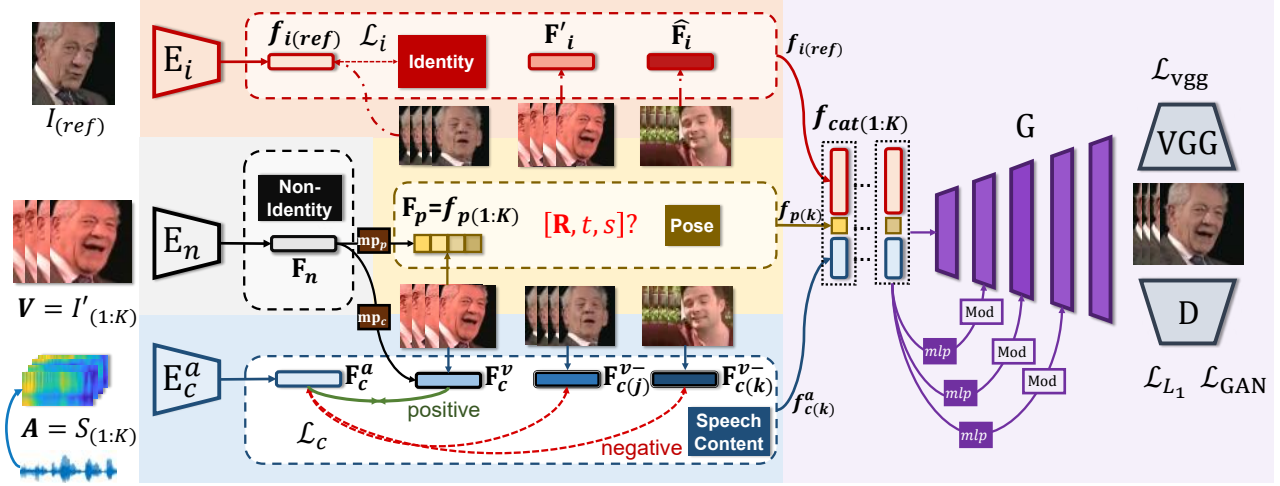 I_(ref)
E_i
f_i(ref)
ℒ_i
Identity
F'_i
F̂_i
f_i(ref)
V = I'_(1:K)
E_n
Non-
Identity
F_n
mp_p
mp_c
F_p=f_p(1:K)
[R, t, s]?
Pose
f_p(k)
A = S_(1:K)
E_c^a
F_c^a
F_c^v
F_c(j)^v−
F_c(k)^v−
positive
ℒ_c
negative
Speech
Content
f_c(k)^a
f_cat(1:K)
...
...
...
G
mlp
Mod
mlp
Mod
mlp
Mod
ℒ_vgg
VGG
D
ℒ_L₁ ℒ_GAN